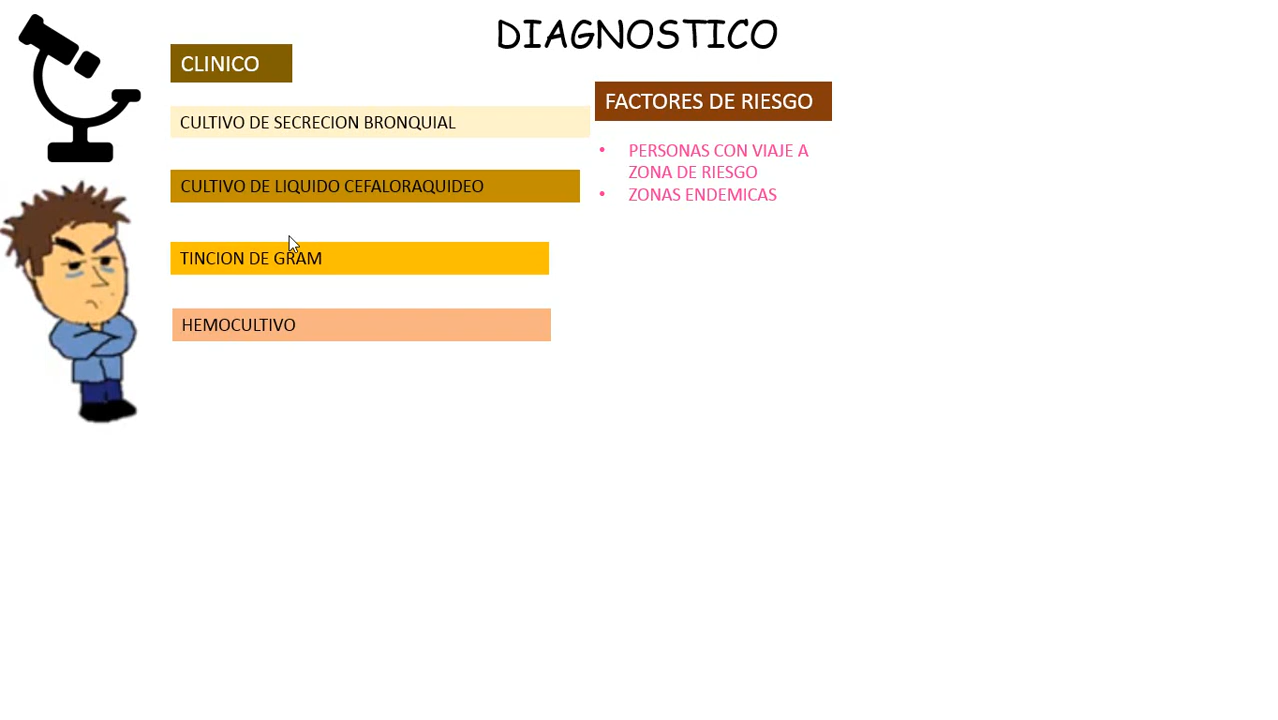 DIAGNOSTICO
CLINICO
CULTIVO DE SECRECION BRONQUIAL
CULTIVO DE LIQUIDO CEFALORAQUIDEO
TINCION DE GRAM
HEMOCULTIVO
FACTORES DE RIESGO
• PERSONAS CON VIAJE A
ZONA DE RIESGO
• ZONAS ENDEMICAS